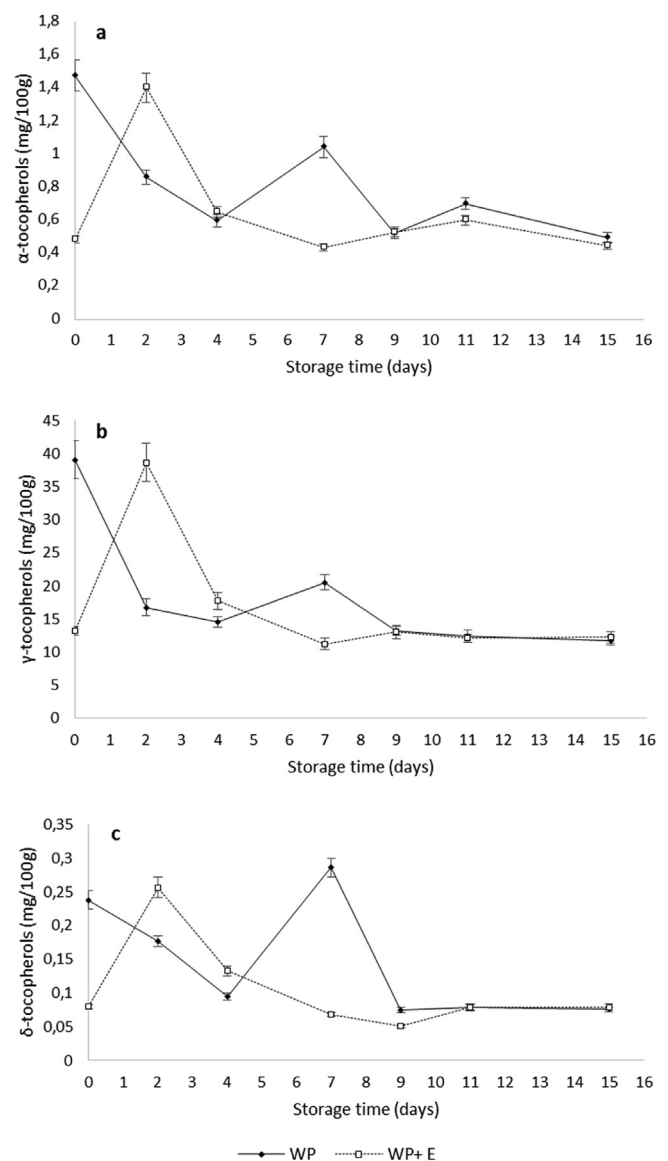 a
α-tocopherols (mg/100g)
1,8
1,6
1,4
1,2
1
0,8
0,6
0,4
0,2
0
0 1 2 3 4 5 6 7 8 9 10 11 12 13 14 15 16
Storage time (days)
b
γ-tocopherols (mg/100g)
45
40
35
30
25
20
15
10
5
0
0 1 2 3 4 5 6 7 8 9 10 11 12 13 14 15 16
Storage time (days)
c
δ-tocopherols (mg/100g)
0,35
0,3
0,25
0,2
0,15
0,1
0,05
0
0 1 2 3 4 5 6 7 8 9 10 11 12 13 14 15 16
Storage time (days)
WP WP+ E